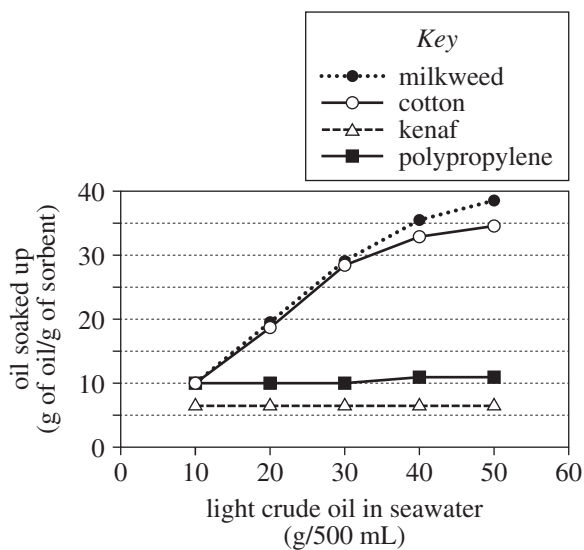 Key
milkweed
cotton
kenaf
polypropylene
oil soaked up
(g of oil/g of sorbent)
40
30
20
10
0
0 10 20 30 40 50 60
light crude oil in seawater
(g/500 mL)